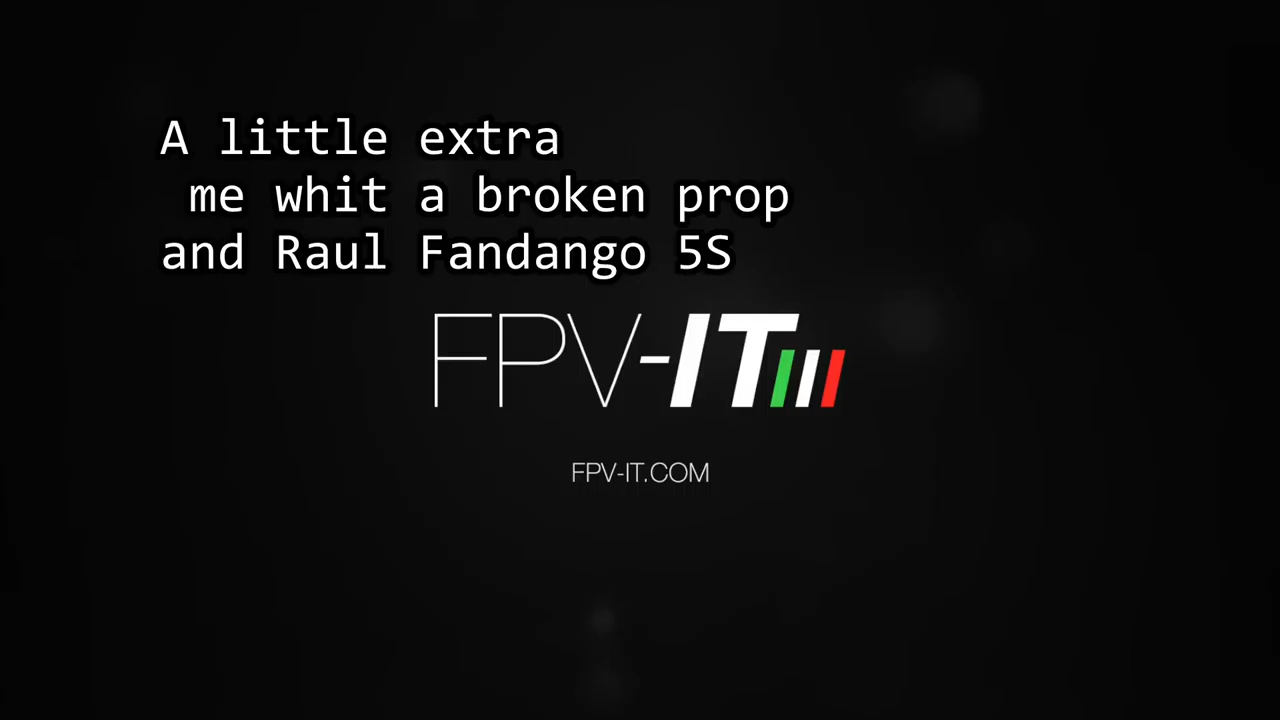 A little extra
me whit a broken prop
and Raul Fandango 5S
FPV-IT
FPV-IT.COM